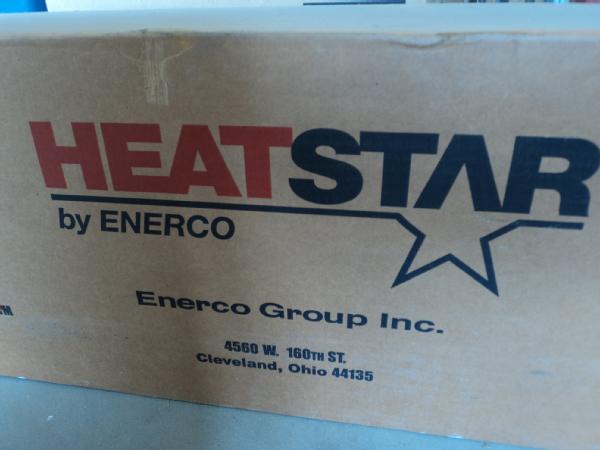 HEATSTAR
by ENERCO
Enerco Group Inc.
4560 W. 160TH ST.
Cleveland, Ohio 44135